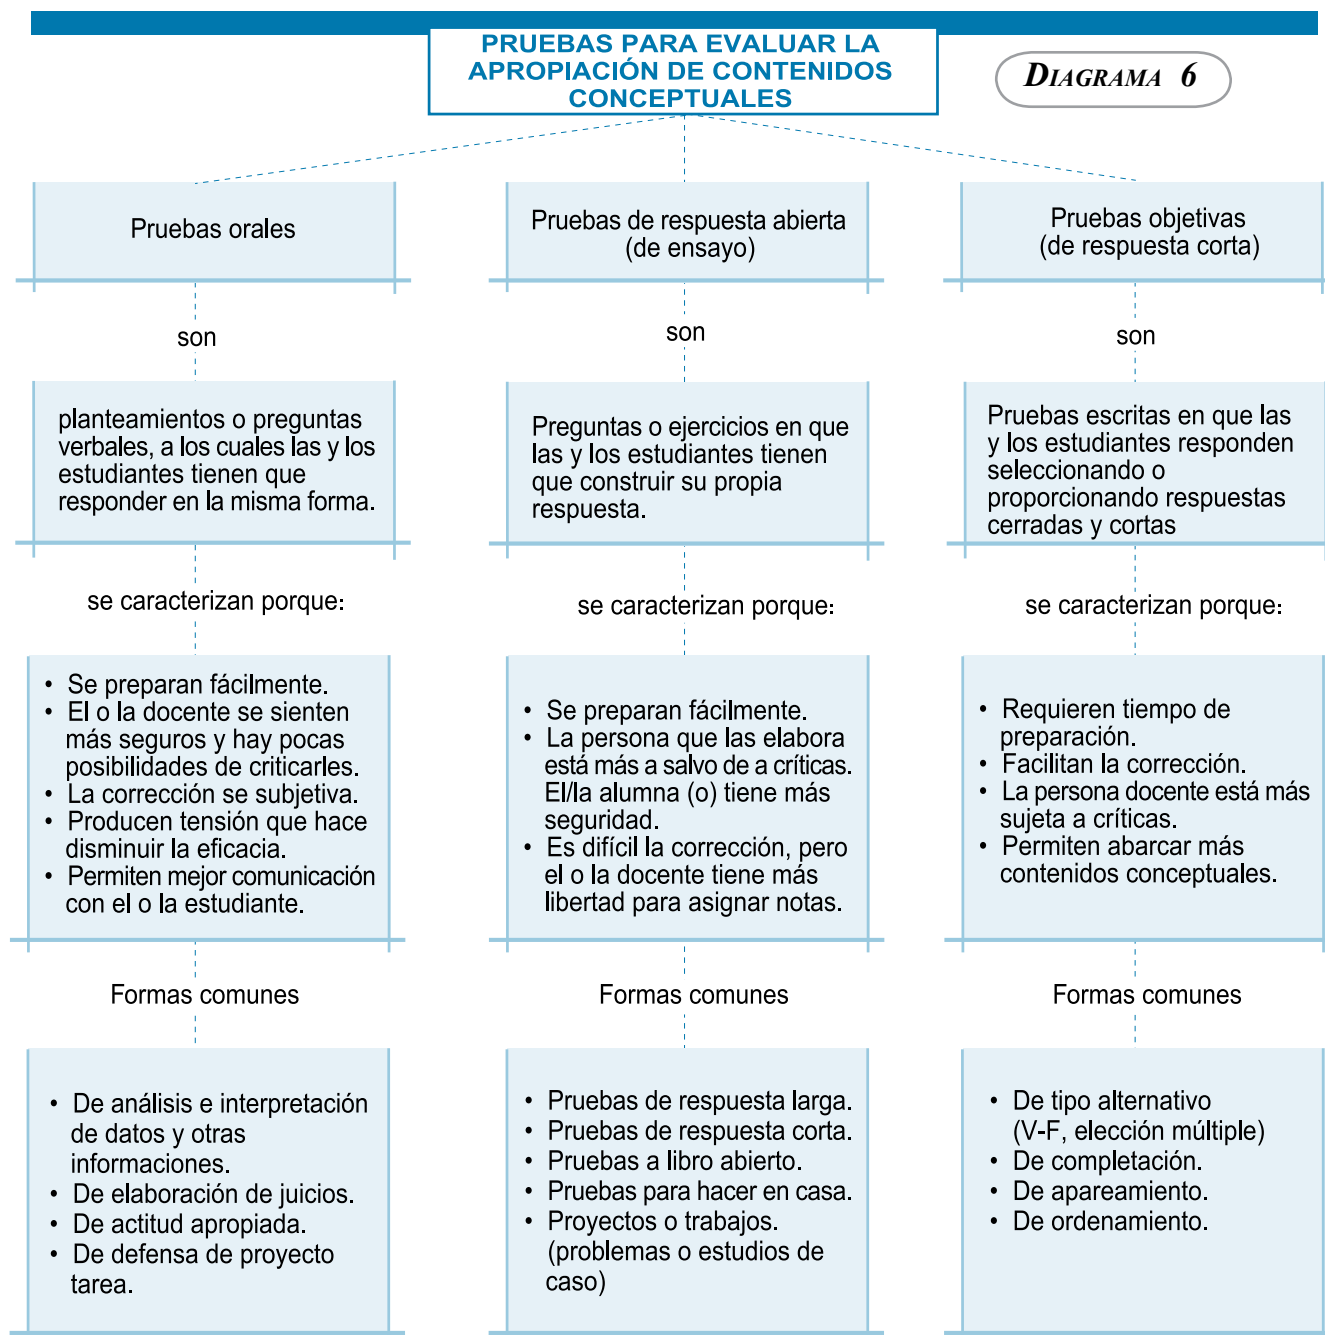 PRUEBAS PARA EVALUAR LA
APROPIACIÓN DE CONTENIDOS
CONCEPTUALES
DIAGRAMA 6
Pruebas orales
son
planteamientos o preguntas
verbales, a los cuales las y los
estudiantes tienen que
responder en la misma forma.
se caracterizan porque:
• Se preparan fácilmente.
• El o la docente se sienten
más seguros y hay pocas
posibilidades de criticarles.
• La corrección se subjetiva.
• Producen tensión que hace
disminuir la eficacia.
• Permiten mejor comunicación
con el o la estudiante.
Formas comunes
• De análisis e interpretación
de datos y otras
informaciones.
• De elaboración de juicios.
• De actitud apropiada.
• De defensa de proyecto
tarea.
Pruebas de respuesta abierta
(de ensayo)
son
Preguntas o ejercicios en que
las y los estudiantes tienen
que construir su propia
respuesta.
se caracterizan porque:
• Se preparan fácilmente.
• La persona que las elabora
está más a salvo de a críticas.
El/la alumna (o) tiene más
seguridad.
• Es difícil la corrección, pero
el o la docente tiene más
libertad para asignar notas.
Formas comunes
• Pruebas de respuesta larga.
• Pruebas de respuesta corta.
• Pruebas a libro abierto.
• Pruebas para hacer en casa.
• Proyectos o trabajos.
(problemas o estudios de
caso)
Pruebas objetivas
(de respuesta corta)
son
Pruebas escritas en que las
y los estudiantes responden
seleccionando o
proporcionando respuestas
cerradas y cortas
se caracterizan porque:
• Requieren tiempo de
preparación.
• Facilitan la corrección.
• La persona docente está más
sujeta a críticas.
• Permiten abarcar más
contenidos conceptuales.
Formas comunes
• De tipo alternativo
(V-F, elección múltiple)
• De completación.
• De apareamiento.
• De ordenamiento.